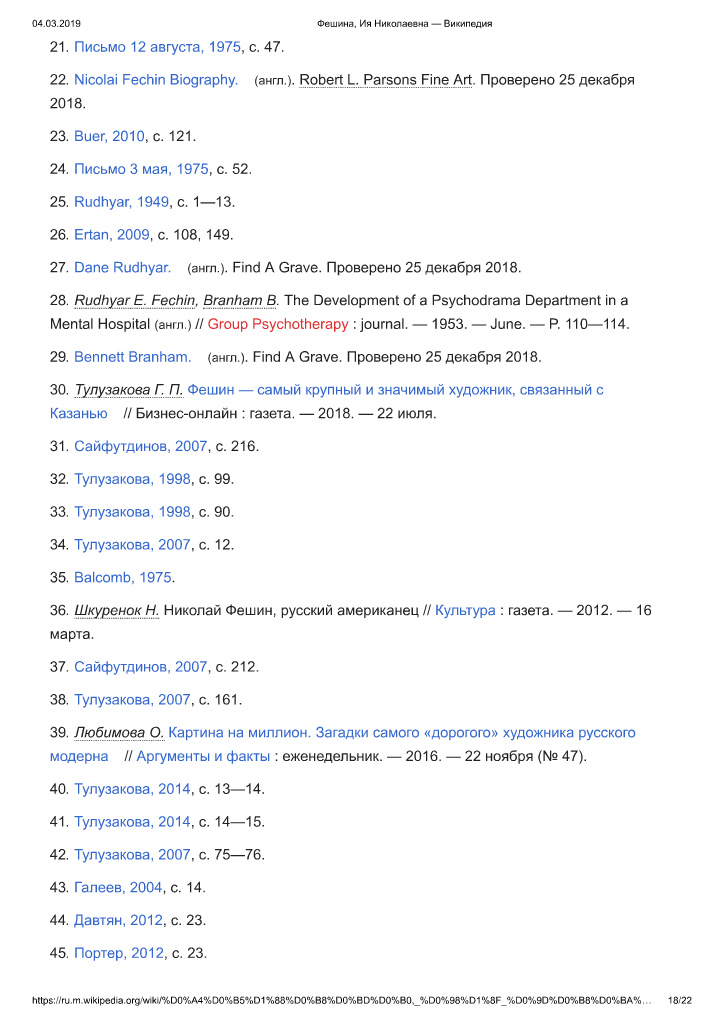 04.03.2019 Фешина, Ия Николаевна — Википедия
21. Письмо 12 августа, 1975, с. 47.
22. Nicolai Fechin Biography. (англ.). Robert L. Parsons Fine Art. Проверено 25 декабря
2018.
23. Buer, 2010, с. 121.
24. Письмо 3 мая, 1975, с. 52.
25. Rudhyar, 1949, с. 1—13.
26. Ertan, 2009, с. 108, 149.
27. Dane Rudhyar. (англ.). Find A Grave. Проверено 25 декабря 2018.
28. Rudhyar E. Fechin, Branham B. The Development of a Psychodrama Department in a
Mental Hospital (англ.) // Group Psychotherapy : journal. — 1953. — June. — P. 110—114.
29. Bennett Branham. (англ.). Find A Grave. Проверено 25 декабря 2018.
30. Тулузакова Г. П. Фешин — самый крупный и значимый художник, связанный с
Казанью // Бизнес-онлайн : газета. — 2018. — 22 июля.
31. Сайфутдинов, 2007, с. 216.
32. Тулузакова, 1998, с. 99.
33. Тулузакова, 1998, с. 90.
34. Тулузакова, 2007, с. 12.
35. Balcomb, 1975.
36. Шкуренок Н. Николай Фешин, русский американец // Культура : газета. — 2012. — 16
марта.
37. Сайфутдинов, 2007, с. 212.
38. Тулузакова, 2007, с. 161.
39. Любимова О. Картина на миллион. Загадки самого «дорогого» художника русского
модерна // Аргументы и факты : еженедельник. — 2016. — 22 ноября (№ 47).
40. Тулузакова, 2014, с. 13—14.
41. Тулузакова, 2014, с. 14—15.
42. Тулузакова, 2007, с. 75—76.
43. Галеев, 2004, с. 14.
44. Давтян, 2012, с. 23.
45. Портер, 2012, с. 23.
https://ru.m.wikipedia.org/wiki/%D0%A4%D0%B5%D1%88%D0%B8%D0%BD%D0%B0,_%D0%98%D1%8F_%D0%9D%D0%B8%D0%BA%… 18/22